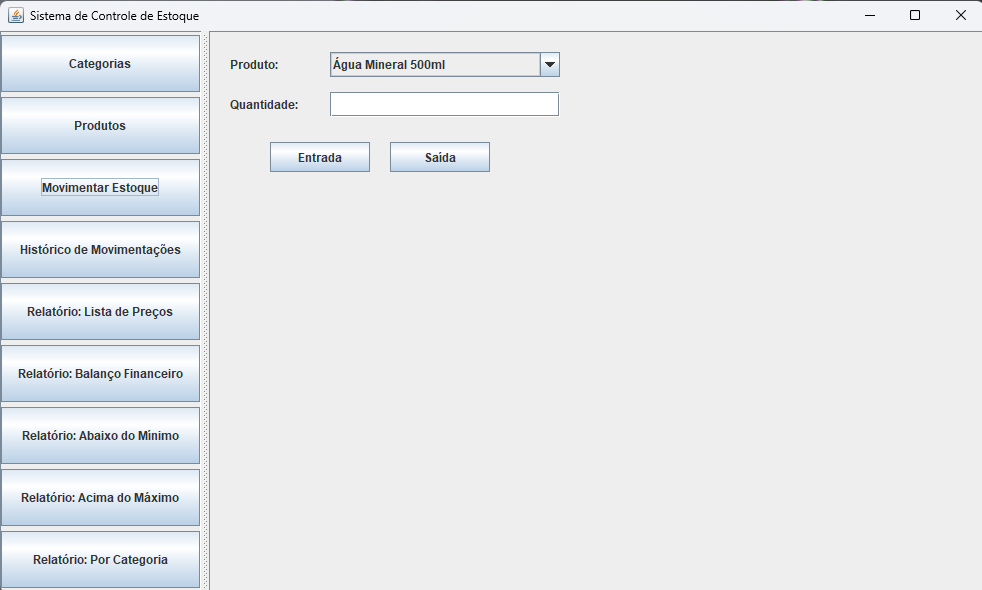 Sistema de Controle de Estoque
Categorias
Produtos
Movimentar Estoque
Histórico de Movimentações
Relatório: Lista de Preços
Relatório: Balanço Financeiro
Relatório: Abaixo do Mínimo
Relatório: Acima do Máximo
Relatório: Por Categoria
Produto: Água Mineral 500ml
Quantidade:
Entrada Saída